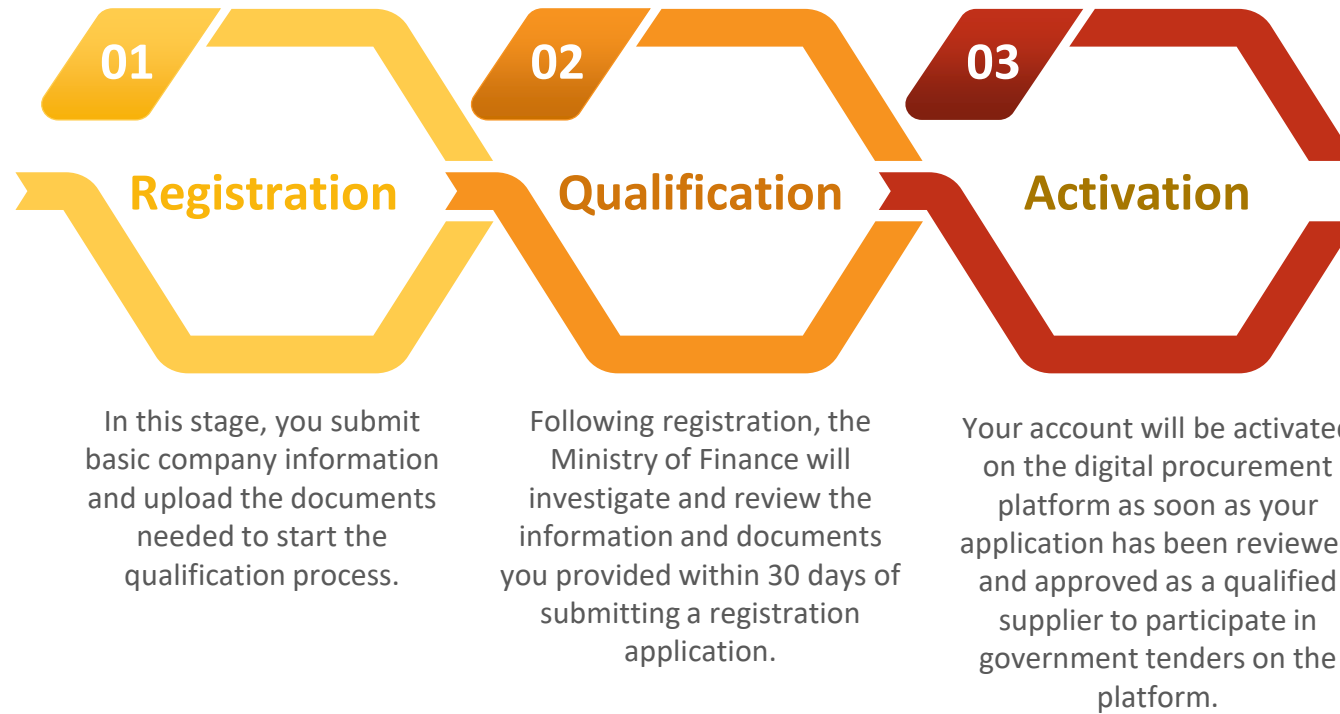 01
Registration
In this stage, you submit
basic company information
and upload the documents
needed to start the
qualification process.
02
Qualification
Following registration, the
Ministry of Finance will
investigate and review the
information and documents
you provided within 30 days of
submitting a registration
application.
03
Activation
Your account will be activated
on the digital procurement
platform as soon as your
application has been reviewe
and approved as a qualified
supplier to participate in
government tenders on the
platform.